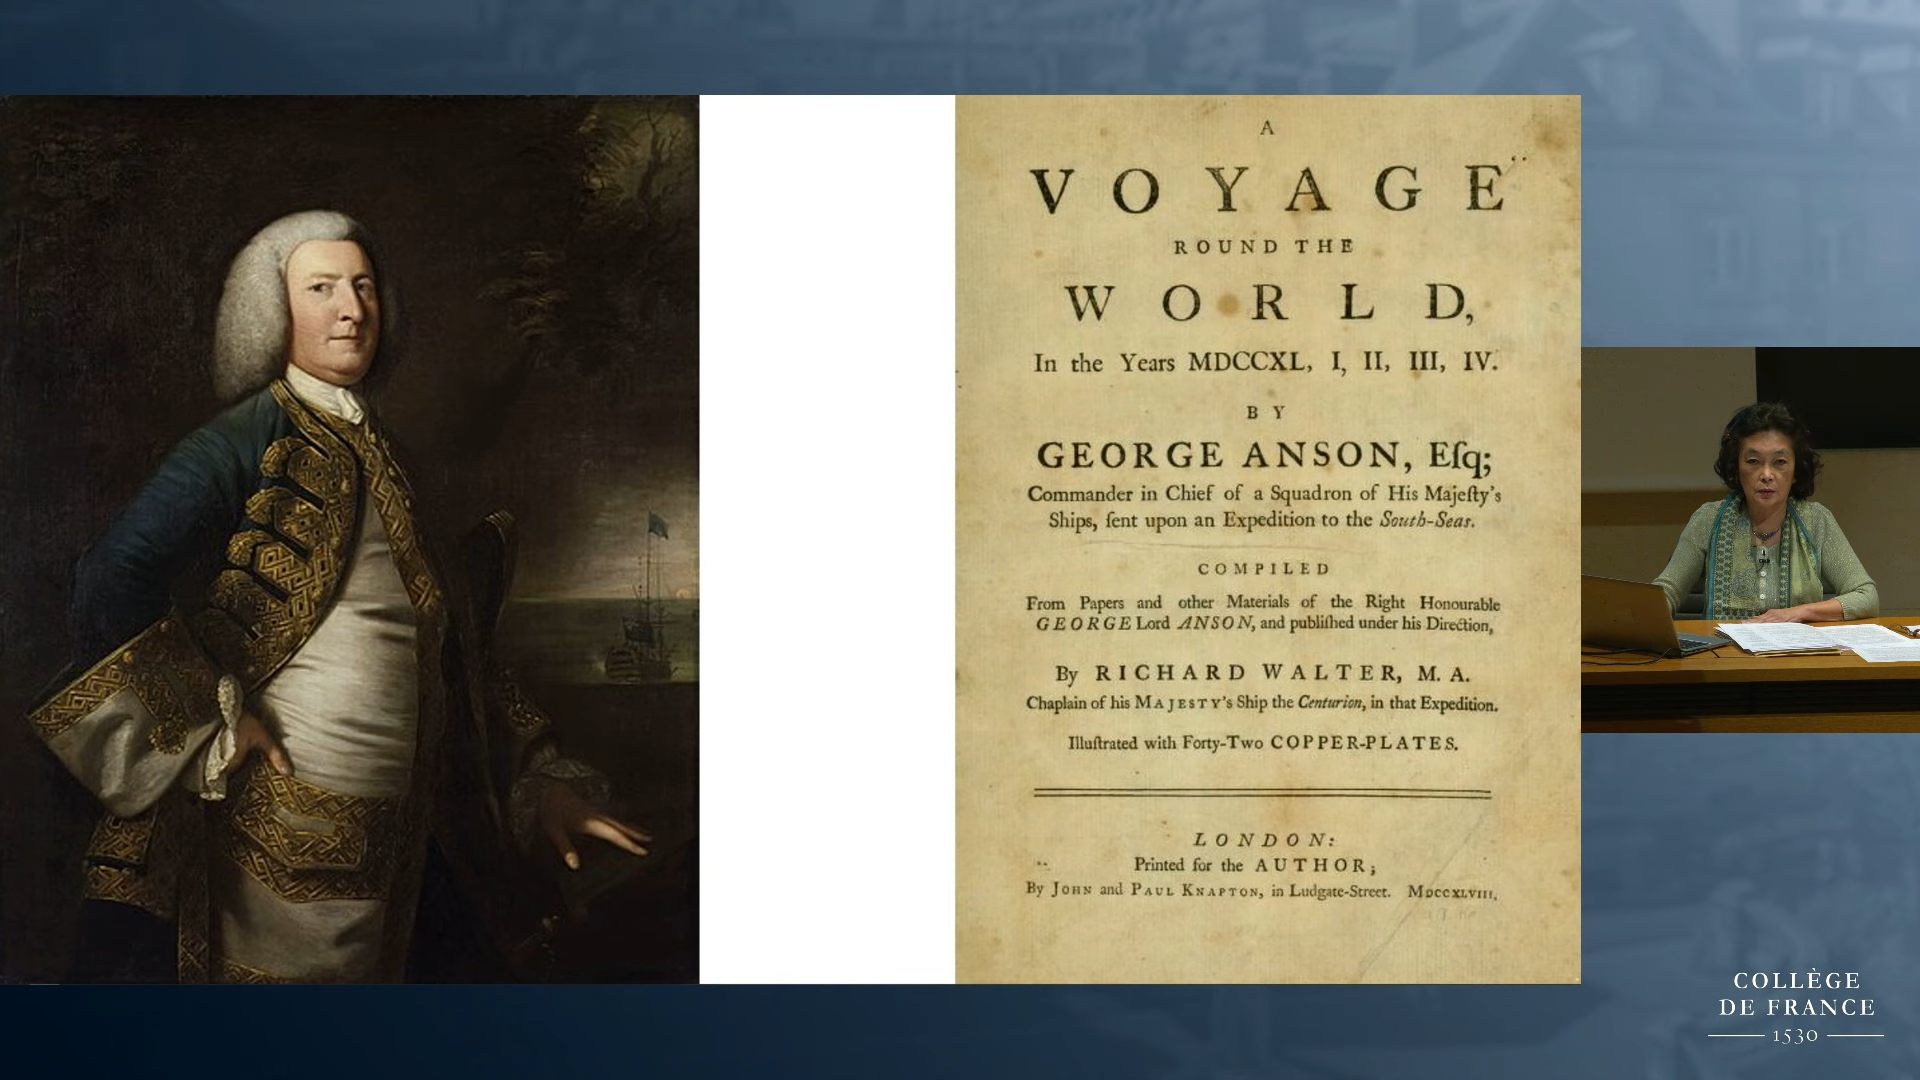 A
VOYAGE
ROUND THE
WORLD,
In the Years MDCCXL, I, II, III, IV.
BY
GEORGE ANSON, Eſq;
Commander in Chief of a Squadron of His Majeſty's
Ships, ſent upon an Expedition to the South-Seas.
COMPILED
From Papers and other Materials of the Right Honourable
GEORGE Lord ANSON, and publiſhed under his Direction,
By RICHARD WALTER, M. A.
Chaplain of his MAJESTY's Ship the Centurion, in that Expedition.
Illuſtrated with Forty-Two COPPER-PLATES.
LONDON:
Printed for the AUTHOR;
By JOHN and PAUL KNAPTON, in Ludgate-Street. MDCCXLVIII.
COLLÈGE
DE FRANCE
1530